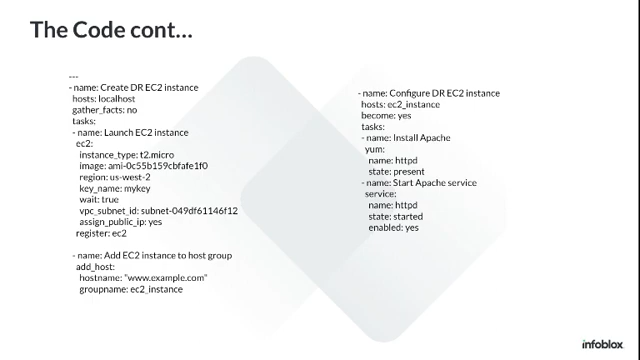 The Code cont...
---
- name: Create DR EC2 instance
hosts: localhost
gather_facts: no
tasks:
- name: Launch EC2 instance
ec2:
instance_type: t2.micro
image: ami-0c55b159cbfafe1f0
region: us-west-2
key_name: mykey
wait: true
vpc_subnet_id: subnet-049df61146f12
assign_public_ip: yes
register: ec2
- name: Add EC2 instance to host group
add_host:
hostname: "www.example.com"
groupname: ec2_instance
- name: Configure DR EC2 instance
hosts: ec2_instance
become: yes
tasks:
- name: Install Apache
yum:
name: httpd
state: present
- name: Start Apache service
service:
name: httpd
state: started
enabled: yes
infoblox.